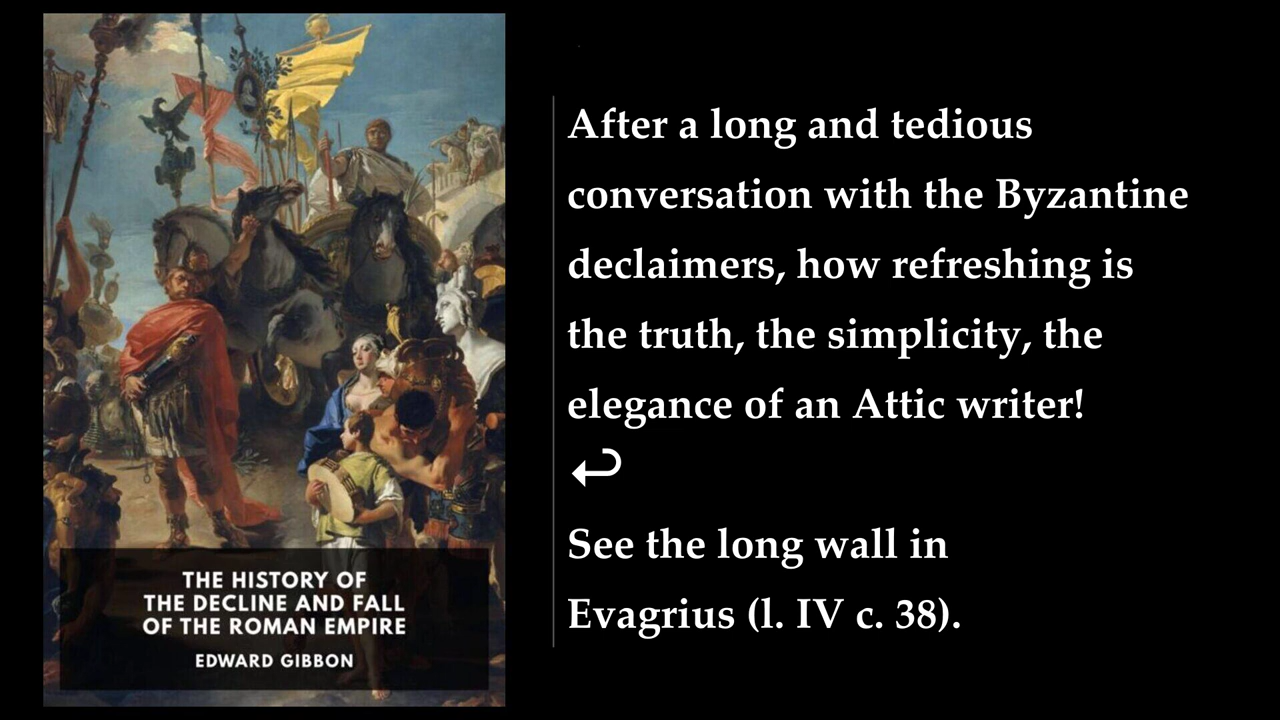 THE HISTORY OF
THE DECLINE AND FALL
OF THE ROMAN EMPIRE
EDWARD GIBBON
After a long and tedious
conversation with the Byzantine
declaimers, how refreshing is
the truth, the simplicity, the
elegance of an Attic writer!
↩
See the long wall in
Evagrius (l. IV c. 38).